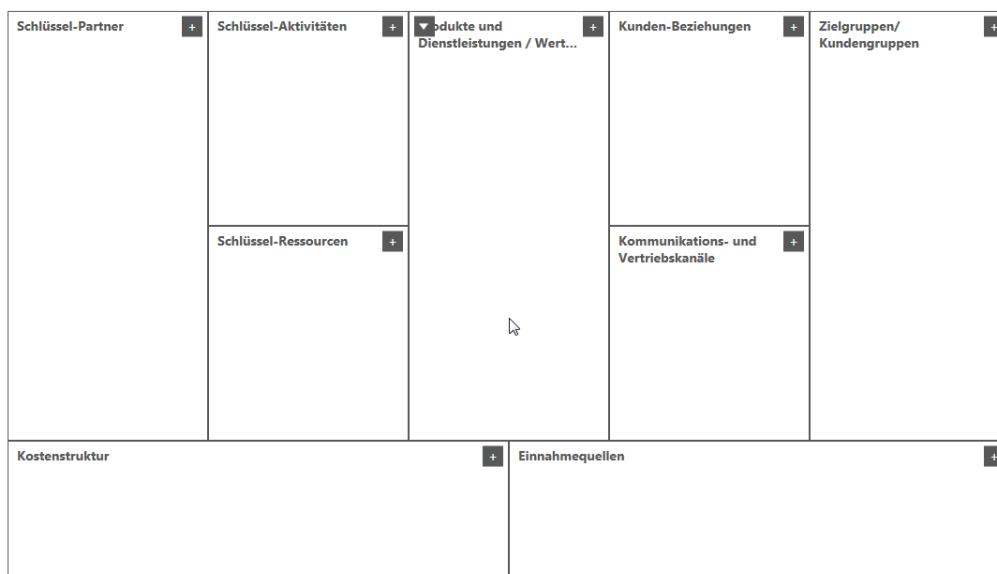 Schlüssel-Partner
+
Schlüssel-Aktivitäten
+
odukte und
Dienstleistungen / Wert...
+
Kunden-Beziehungen
+
Zielgruppen/
Kundengruppen
+
Schlüssel-Ressourcen
+
Kommunikations- und
Vertriebskanäle
+
Kostenstruktur
+
Einnahmequellen
+